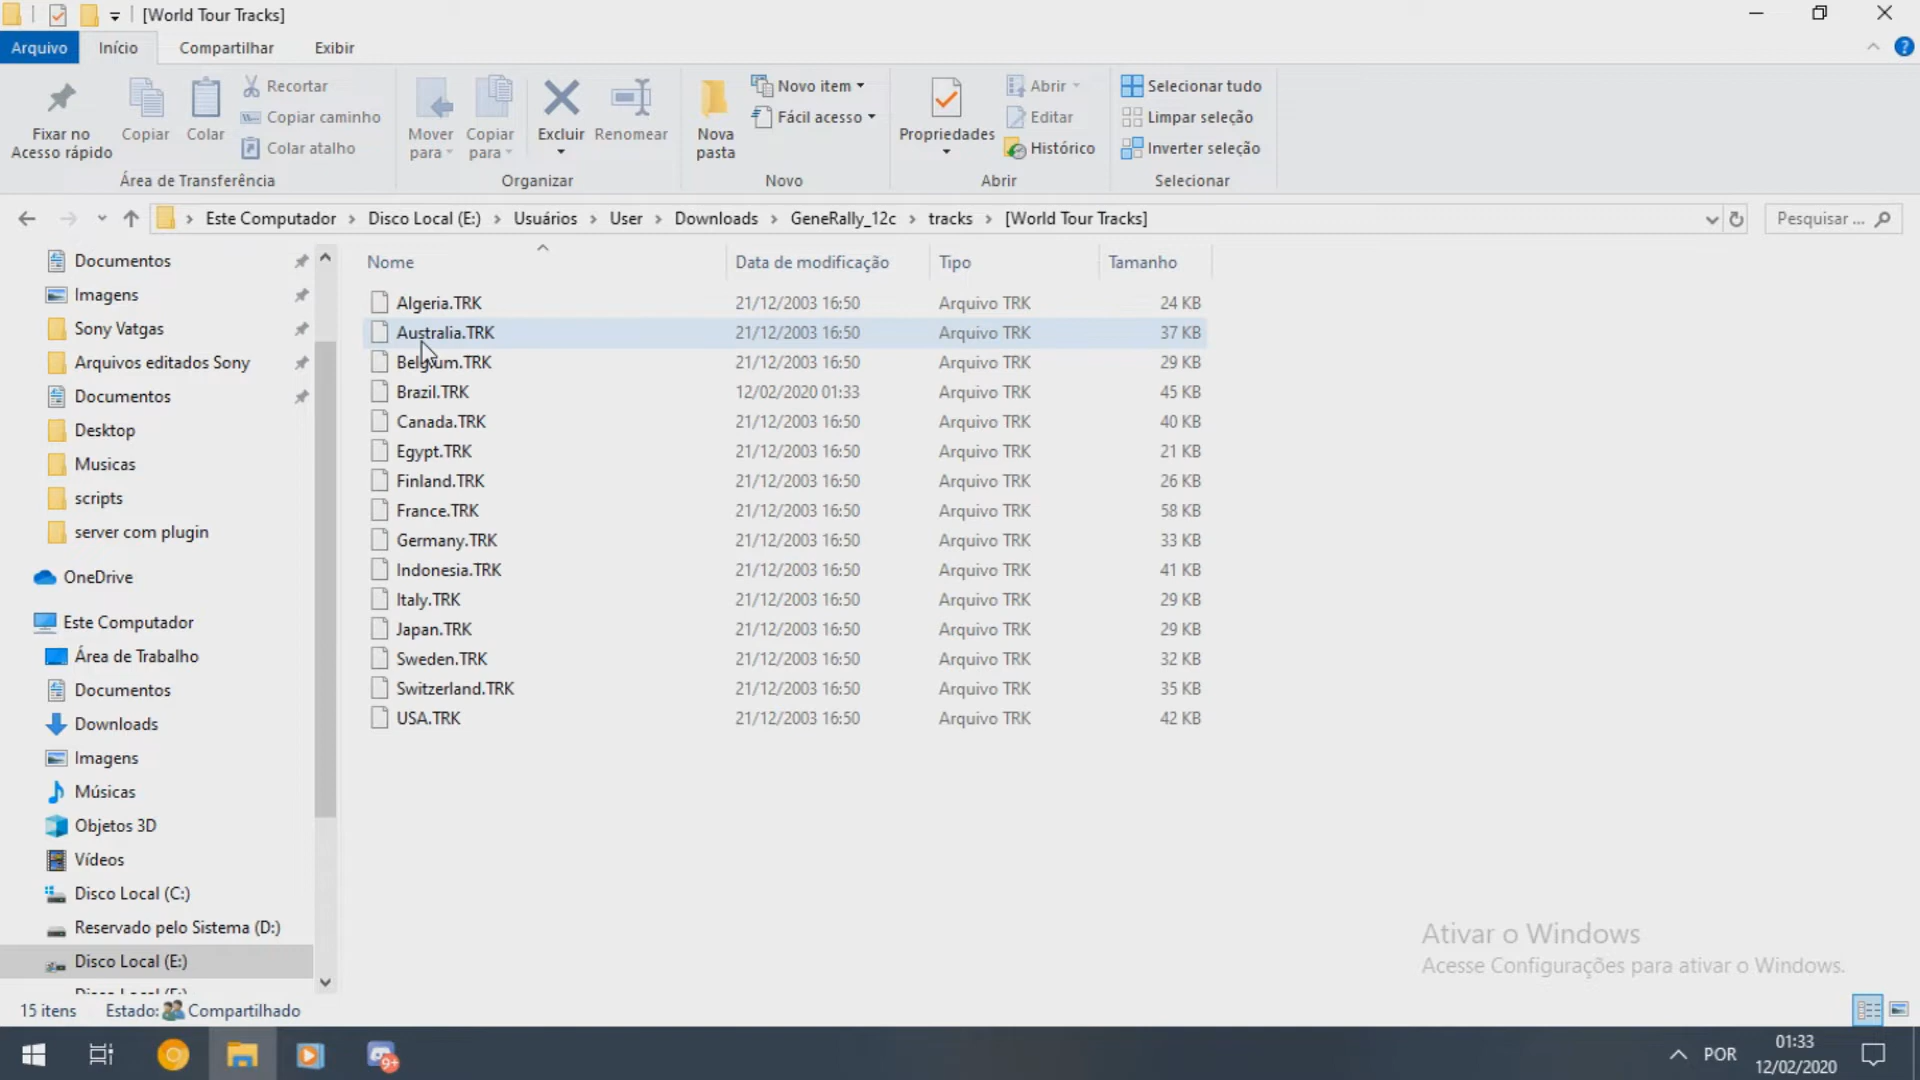 [World Tour Tracks]
Arquivo Início Compartilhar Exibir
Fixar no
Acesso rápido
Copiar
Colar
Recortar
Copiar caminho
Colar atalho
Área de Transferência
Mover
para
Copiar
para
Excluir
Renomear
Organizar
Nova
pasta
Novo item
Fácil acesso
Novo
Propriedades
Abrir
Editar
Histórico
Abrir
Selecionar tudo
Limpar seleção
Inverter seleção
Selecionar
Este Computador > Disco Local (E:) > Usuários > User > Downloads > GeneRally_12c > tracks > [World Tour Tracks]
Pesquisar ...
Documentos
Imagens
Sony Vatgas
Arquivos editados Sony
Documentos
Desktop
Musicas
scripts
server com plugin
OneDrive
Este Computador
Área de Trabalho
Documentos
Downloads
Imagens
Músicas
Objetos 3D
Vídeos
Disco Local (C:)
Reservado pelo Sistema (D:)
Disco Local (E:)
Nome Data de modificação Tipo Tamanho
Algeria.TRK 21/12/2003 16:50 Arquivo TRK 24 KB
Australia.TRK 21/12/2003 16:50 Arquivo TRK 37 KB
Belgium.TRK 21/12/2003 16:50 Arquivo TRK 29 KB
Brazil.TRK 12/02/2020 01:33 Arquivo TRK 45 KB
Canada.TRK 21/12/2003 16:50 Arquivo TRK 40 KB
Egypt.TRK 21/12/2003 16:50 Arquivo TRK 21 KB
Finland.TRK 21/12/2003 16:50 Arquivo TRK 26 KB
France.TRK 21/12/2003 16:50 Arquivo TRK 58 KB
Germany.TRK 21/12/2003 16:50 Arquivo TRK 33 KB
Indonesia.TRK 21/12/2003 16:50 Arquivo TRK 41 KB
Italy.TRK 21/12/2003 16:50 Arquivo TRK 29 KB
Japan.TRK 21/12/2003 16:50 Arquivo TRK 29 KB
Sweden.TRK 21/12/2003 16:50 Arquivo TRK 32 KB
Switzerland.TRK 21/12/2003 16:50 Arquivo TRK 35 KB
USA.TRK 21/12/2003 16:50 Arquivo TRK 42 KB
Ativar o Windows
Acesse Configurações para ativar o Windows.
15 itens Estado: Compartilhado
9+
POR
01:33
12/02/2020